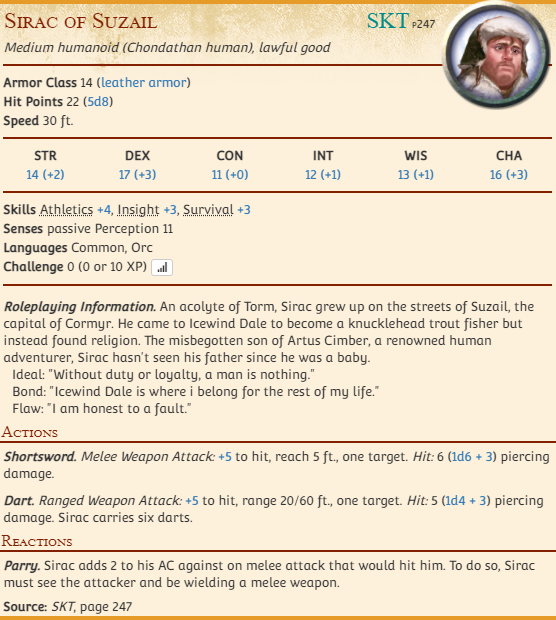 Sirac of Suzail SKT P247
Medium humanoid (Chondathan human), lawful good
Armor Class 14 (leather armor)
Hit Points 22 (5d8)
Speed 30 ft.
STR DEX CON INT WIS CHA
14 (+2) 17 (+3) 11 (+0) 12 (+1) 13 (+1) 16 (+3)
Skills Athletics +4, Insight +3, Survival +3
Senses passive Perception 11
Languages Common, Orc
Challenge 0 (0 or 10 XP)
Roleplaying Information. An acolyte of Torm, Sirac grew up on the streets of Suzail, the
capital of Cormyr. He came to Icewind Dale to become a knucklehead trout fisher but
instead found religion. The misbegotten son of Artus Cimber, a renowned human
adventurer, Sirac hasn't seen his father since he was a baby.
Ideal: "Without duty or loyalty, a man is nothing."
Bond: "Icewind Dale is where i belong for the rest of my life."
Flaw: "I am honest to a fault."
Actions
Shortsword. Melee Weapon Attack: +5 to hit, reach 5 ft., one target. Hit: 6 (1d6 + 3) piercing
damage.
Dart. Ranged Weapon Attack: +5 to hit, range 20/60 ft., one target. Hit: 5 (1d4 + 3) piercing
damage. Sirac carries six darts.
Reactions
Parry. Sirac adds 2 to his AC against on melee attack that would hit him. To do so, Sirac
must see the attacker and be wielding a melee weapon.
Source: SKT, page 247